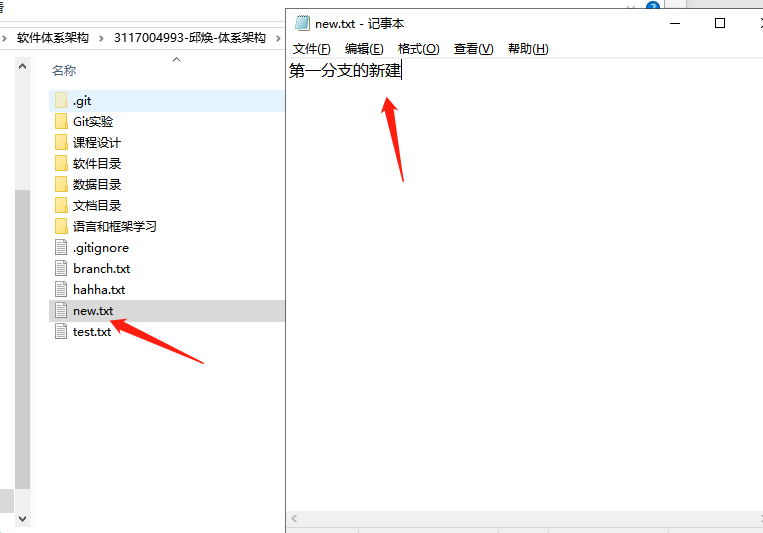 new.txt - 记事本
软件体系架构 > 3117004993-邱焕-体系架构 >
文件(F) 编辑(E) 格式(O) 查看(V) 帮助(H)
第一分支的新建
名称
.git
Git实验
课程设计
软件目录
数据目录
文档目录
语言和框架学习
.gitignore
branch.txt
hahha.txt
new.txt
test.txt